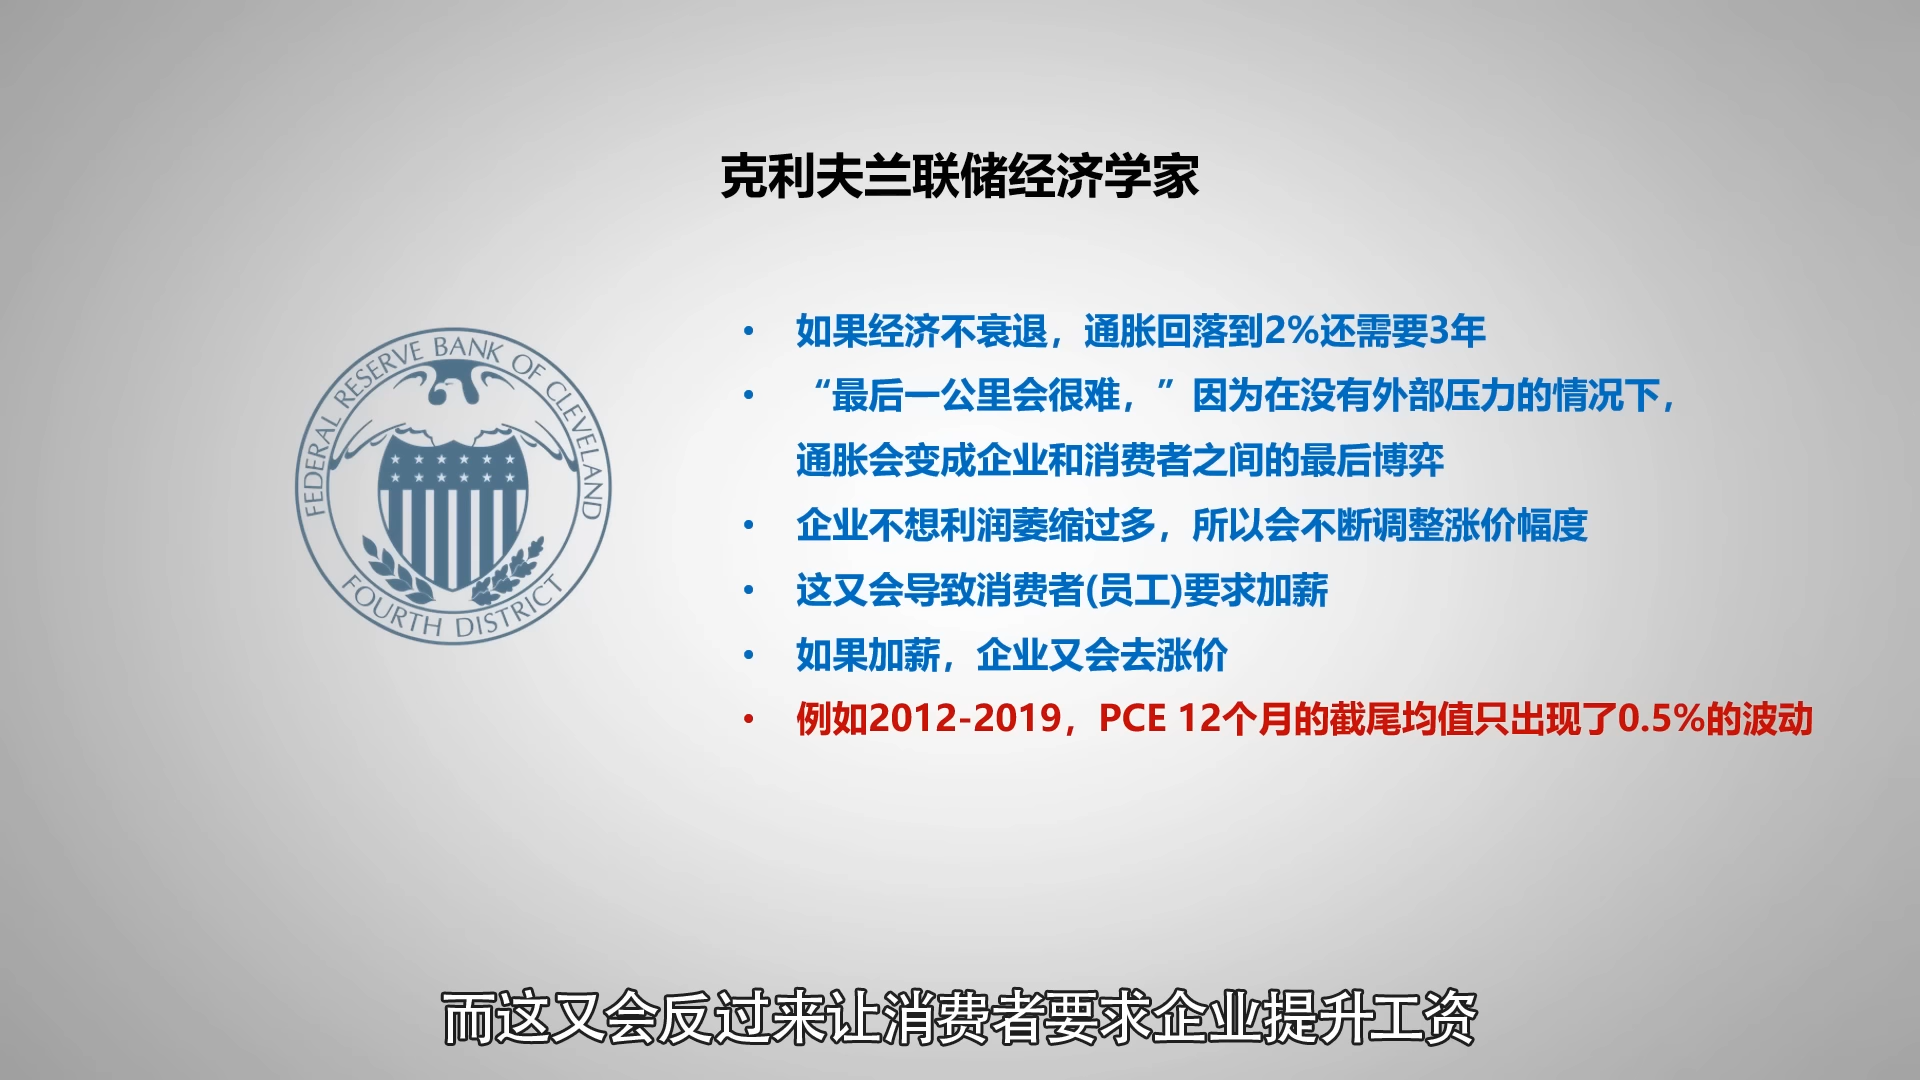 克利夫兰联储经济学家
FEDERAL RESERVE BANK OF CLEVELAND
FOURTH DISTRICT
• 如果经济不衰退，通胀回落到2%还需要3年
• “最后一公里会很难，”因为在没有外部压力的情况下，
通胀会变成企业和消费者之间的最后博弈
• 企业不想利润萎缩过多，所以会不断调整涨价幅度
• 这又会导致消费者(员工)要求加薪
• 如果加薪，企业又会去涨价
• 例如2012-2019，PCE 12个月的截尾均值只出现了0.5%的波动
而这又会反过来让消费者要求企业提升工资